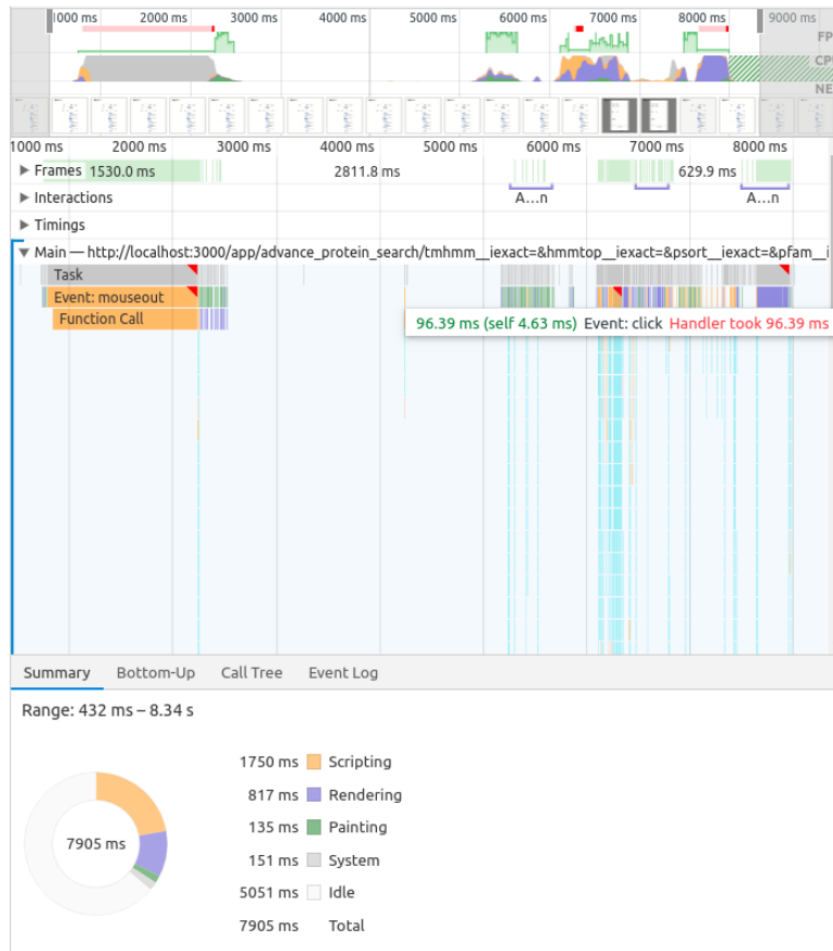 1000 ms 2000 ms 3000 ms 4000 ms 5000 ms 6000 ms 7000 ms 8000 ms 9000 ms
FP
CPU
NE
1000 ms 2000 ms 3000 ms 4000 ms 5000 ms 6000 ms 7000 ms 8000 ms
Frames 1530.0 ms 2811.8 ms 629.9 ms
Interactions A...n A...n
Timings
Main — http://localhost:3000/app/advance_protein_search/tmhmm__iexact=&hmmtop__iexact=&psort__iexact=&pfam__i
Task
Event: mouseout
Function Call
96.39 ms (self 4.63 ms) Event: click Handler took 96.39 ms
Summary Bottom-Up Call Tree Event Log
Range: 432 ms – 8.34 s
1750 ms Scripting
817 ms Rendering
7905 ms
135 ms Painting
151 ms System
5051 ms Idle
7905 ms Total